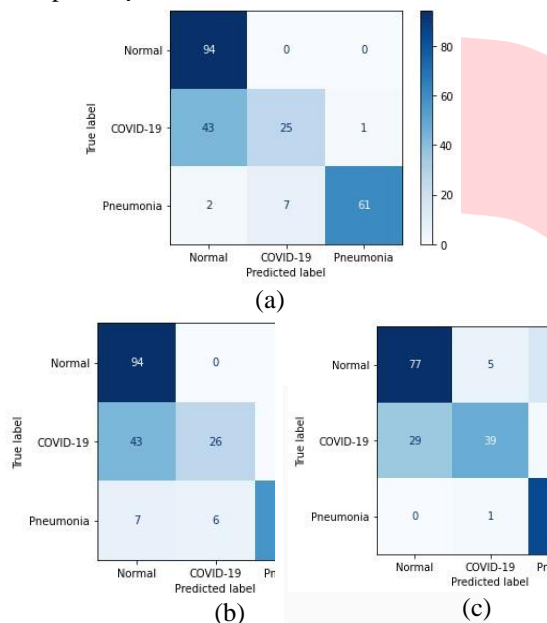 Normal 94 0 0
COVID-19 43 25 1
Pneumonia 2 7 61
Normal COVID-19 Pneumonia
Predicted label
True label
80
60
40
20
0
(a)
Normal 94 0
COVID-19 43 26
Pneumonia 7 6
Normal COVID-19
Predicted label
True label
(b)
Normal 77 5
COVID-19 29 39
Pneumonia 0 1
Normal COVID-19
Predicted label
True label
(c)